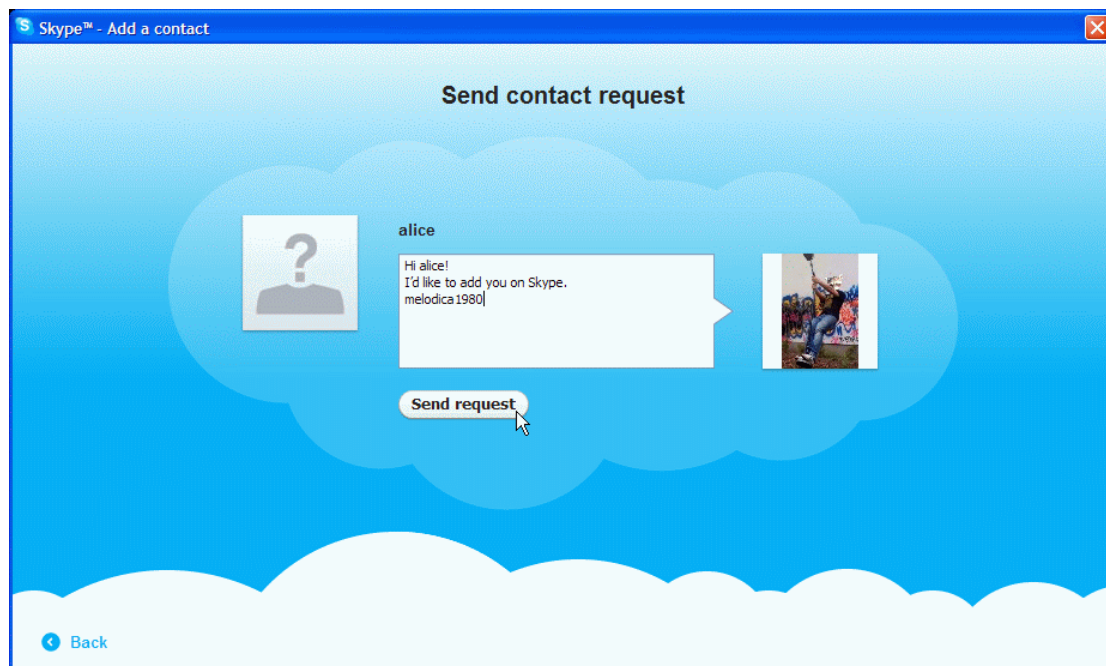 Skype™ - Add a contact
Send contact request
alice
Hi alice!
I'd like to add you on Skype.
melodica1980
Send request
Back